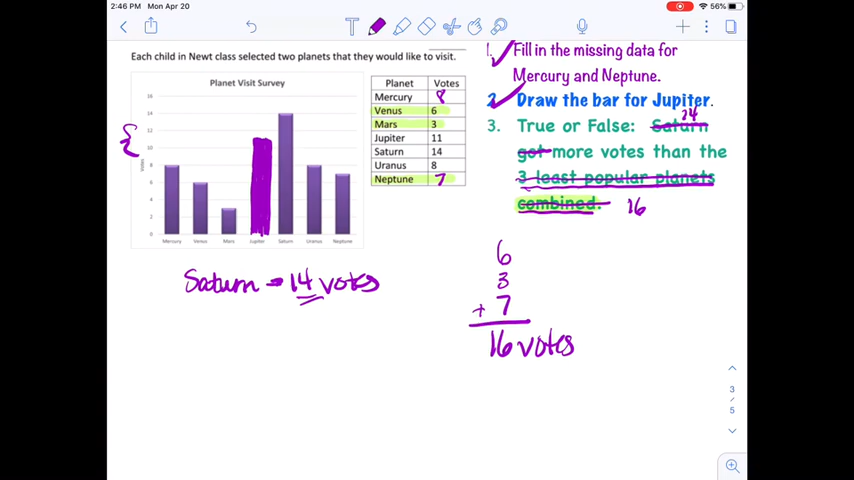 2:46 PM Mon Apr 20
56%
Each child in Newt class selected two planets that they would like to visit.
Planet Visit Survey
16
14
12
10
8
6
4
2
0
Votes
Mercury Venus Mars Jupiter Saturn Uranus Neptune
Planet Votes
Mercury 8
Venus 6
Mars 3
Jupiter 11
Saturn 14
Uranus 8
Neptune 7
1. Fill in the missing data for
Mercury and Neptune.
2. Draw the bar for Jupiter.
14
3. True or False: Saturn
got more votes than the
3 least popular planets
combined.
16
Saturn → 14 votes
6
3
+ 7
16 votes
3
/
5